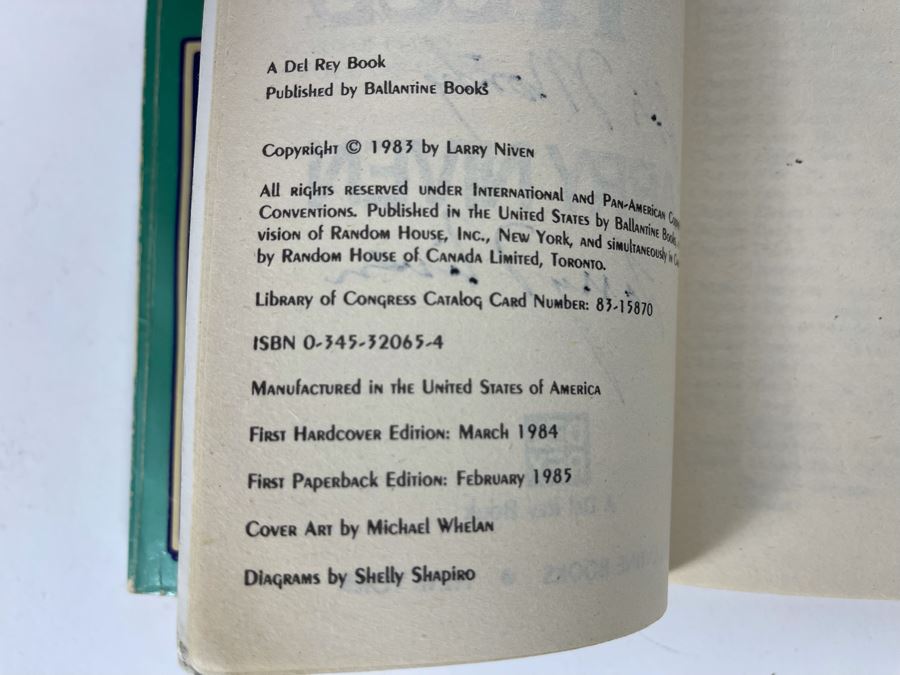 A Del Rey Book
Published by Ballantine Books
Copyright © 1983 by Larry Niven
All rights reserved under International and Pan-American
Conventions. Published in the United States by Ballantine Books,
vision of Random House, Inc., New York, and simultaneously in
by Random House of Canada Limited, Toronto.
Library of Congress Catalog Card Number: 83-15870
ISBN 0-345-32065-4
Manufactured in the United States of America
First Hardcover Edition: March 1984
First Paperback Edition: February 1985
Cover Art by Michael Whelan
Diagrams by Shelly Shapiro